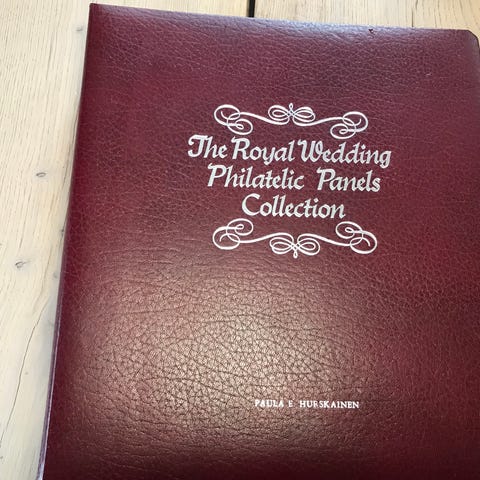 The Royal Wedding
Philatelic Panels
Collection
PAULA E. HURSKAINEN